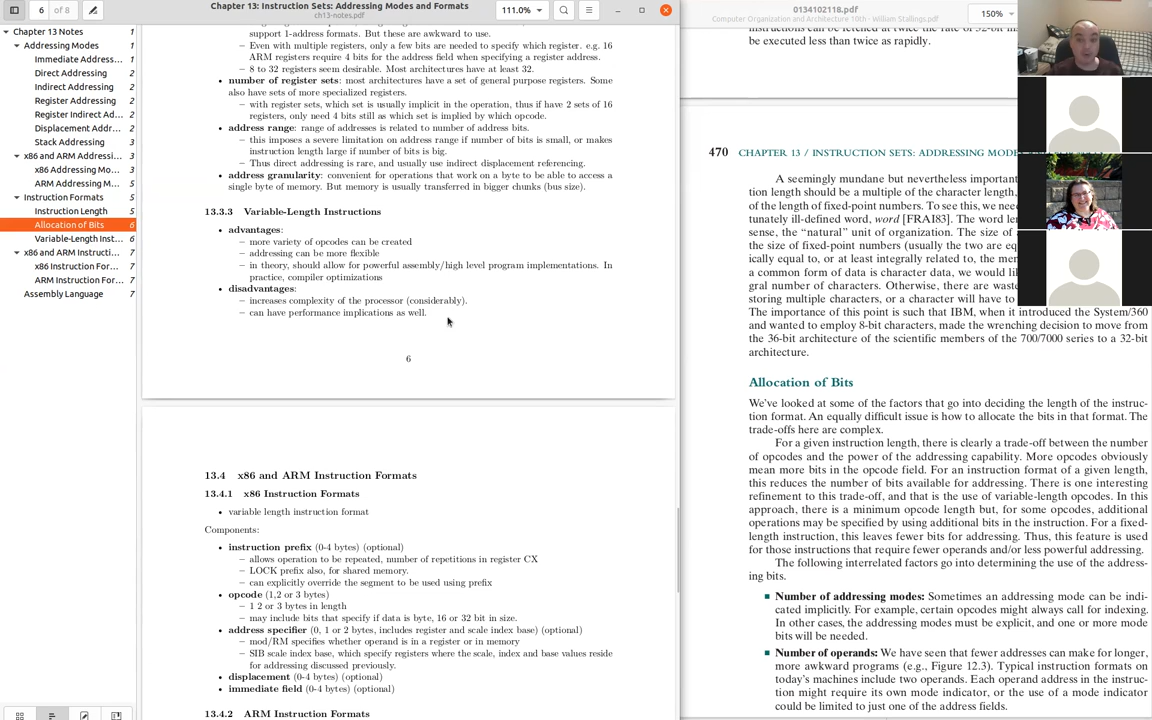 6
of 8
Chapter 13: Instruction Sets: Addressing Modes and Formats
ch13-notes.pdf
111.0%
Chapter 13 Notes 1
Addressing Modes 1
Immediate Address... 1
Direct Addressing 2
Indirect Addressing 2
Register Addressing 2
Register Indirect Ad... 2
Displacement Addr... 2
Stack Addressing 3
x86 and ARM Addressi... 3
x86 Addressing Mo... 3
ARM Addressing M... 5
Instruction Formats 5
Instruction Length 5
Allocation of Bits 6
Variable-Length Inst... 6
x86 and ARM Instructi... 7
x86 Instruction For... 7
ARM Instruction For... 7
Assembly Language 7
support 1-address formats. But these are awkward to use.
– Even with multiple registers, only a few bits are needed to specify which register. e.g. 16
ARM registers require 4 bits for the address field when specifying a register address.
– 8 to 32 registers seem desirable. Most architectures have at least 32.
• number of register sets: most architectures have a set of general purpose registers. Some
also have sets of more specialized registers.
– with register sets, which set is usually implicit in the operation, thus if have 2 sets of 16
registers, only need 4 bits still as which set is implied by which opcode.
• address range: range of addresses is related to number of address bits.
– this imposes a severe limitation on address range if number of bits is small, or makes
instruction length large if number of bits is big.
– Thus direct addressing is rare, and usually use indirect displacement referencing.
• address granularity: convenient for operations that work on a byte to be able to access a
single byte of memory. But memory is usually transferred in bigger chunks (bus size).
13.3.3 Variable-Length Instructions
• advantages:
– more variety of opcodes can be created
– addressing can be more flexible
– in theory, should allow for powerful assembly/high level program implementations. In
practice, compiler optimizations
• disadvantages:
– increases complexity of the processor (considerably).
– can have performance implications as well.
6
13.4 x86 and ARM Instruction Formats
13.4.1 x86 Instruction Formats
• variable length instruction format
Components:
• instruction prefix (0-4 bytes) (optional)
– allows operation to be repeated, number of repetitions in register CX
– LOCK prefix also, for shared memory.
– can explicitly override the segment to be used using prefix
• opcode (1,2 or 3 bytes)
– 1 2 or 3 bytes in length
– may include bits that specify if data is byte, 16 or 32 bit in size.
• address specifier (0, 1 or 2 bytes, includes register and scale index base) (optional)
– mod/RM specifies whether operand is in a register or in memory
– SIB scale index base, which specify registers where the scale, index and base values reside
for addressing discussed previously.
• displacement (0-4 bytes) (optional)
• immediate field (0-4 bytes) (optional)
13.4.2 ARM Instruction Formats
0134102118.pdf
Computer Organization and Architecture 10th - William Stallings.pdf
150%
be executed less than twice as rapidly.
470 CHAPTER 13 / INSTRUCTION SETS: ADDRESSING MODE
A seemingly mundane but nevertheless important
tion length should be a multiple of the character length,
of the length of fixed-point numbers. To see this, we need
tunately ill-defined word, word [FRAI83]. The word len
sense, the “natural” unit of organization. The size of a
the size of fixed-point numbers (usually the two are eq
ically equal to, or at least integrally related to, the mem
a common form of data is character data, we would lik
gral number of characters. Otherwise, there are waste
storing multiple characters, or a character will have to
The importance of this point is such that IBM, when it introduced the System/360
and wanted to employ 8-bit characters, made the wrenching decision to move from
the 36-bit architecture of the scientific members of the 700/7000 series to a 32-bit
architecture.
Allocation of Bits
We’ve looked at some of the factors that go into deciding the length of the instruc-
tion format. An equally difficult issue is how to allocate the bits in that format. The
trade-offs here are complex.
For a given instruction length, there is clearly a trade-off between the number
of opcodes and the power of the addressing capability. More opcodes obviously
mean more bits in the opcode field. For an instruction format of a given length,
this reduces the number of bits available for addressing. There is one interesting
refinement to this trade-off, and that is the use of variable-length opcodes. In this
approach, there is a minimum opcode length but, for some opcodes, additional
operations may be specified by using additional bits in the instruction. For a fixed-
length instruction, this leaves fewer bits for addressing. Thus, this feature is used
for those instructions that require fewer operands and/or less powerful addressing.
The following interrelated factors go into determining the use of the address-
ing bits.
■ Number of addressing modes: Sometimes an addressing mode can be indi-
cated implicitly. For example, certain opcodes might always call for indexing.
In other cases, the addressing modes must be explicit, and one or more mode
bits will be needed.
■ Number of operands: We have seen that fewer addresses can make for longer,
more awkward programs (e.g., Figure 12.3). Typical instruction formats on
today’s machines include two operands. Each operand address in the instruc-
tion might require its own mode indicator, or the use of a mode indicator
could be limited to just one of the address fields.